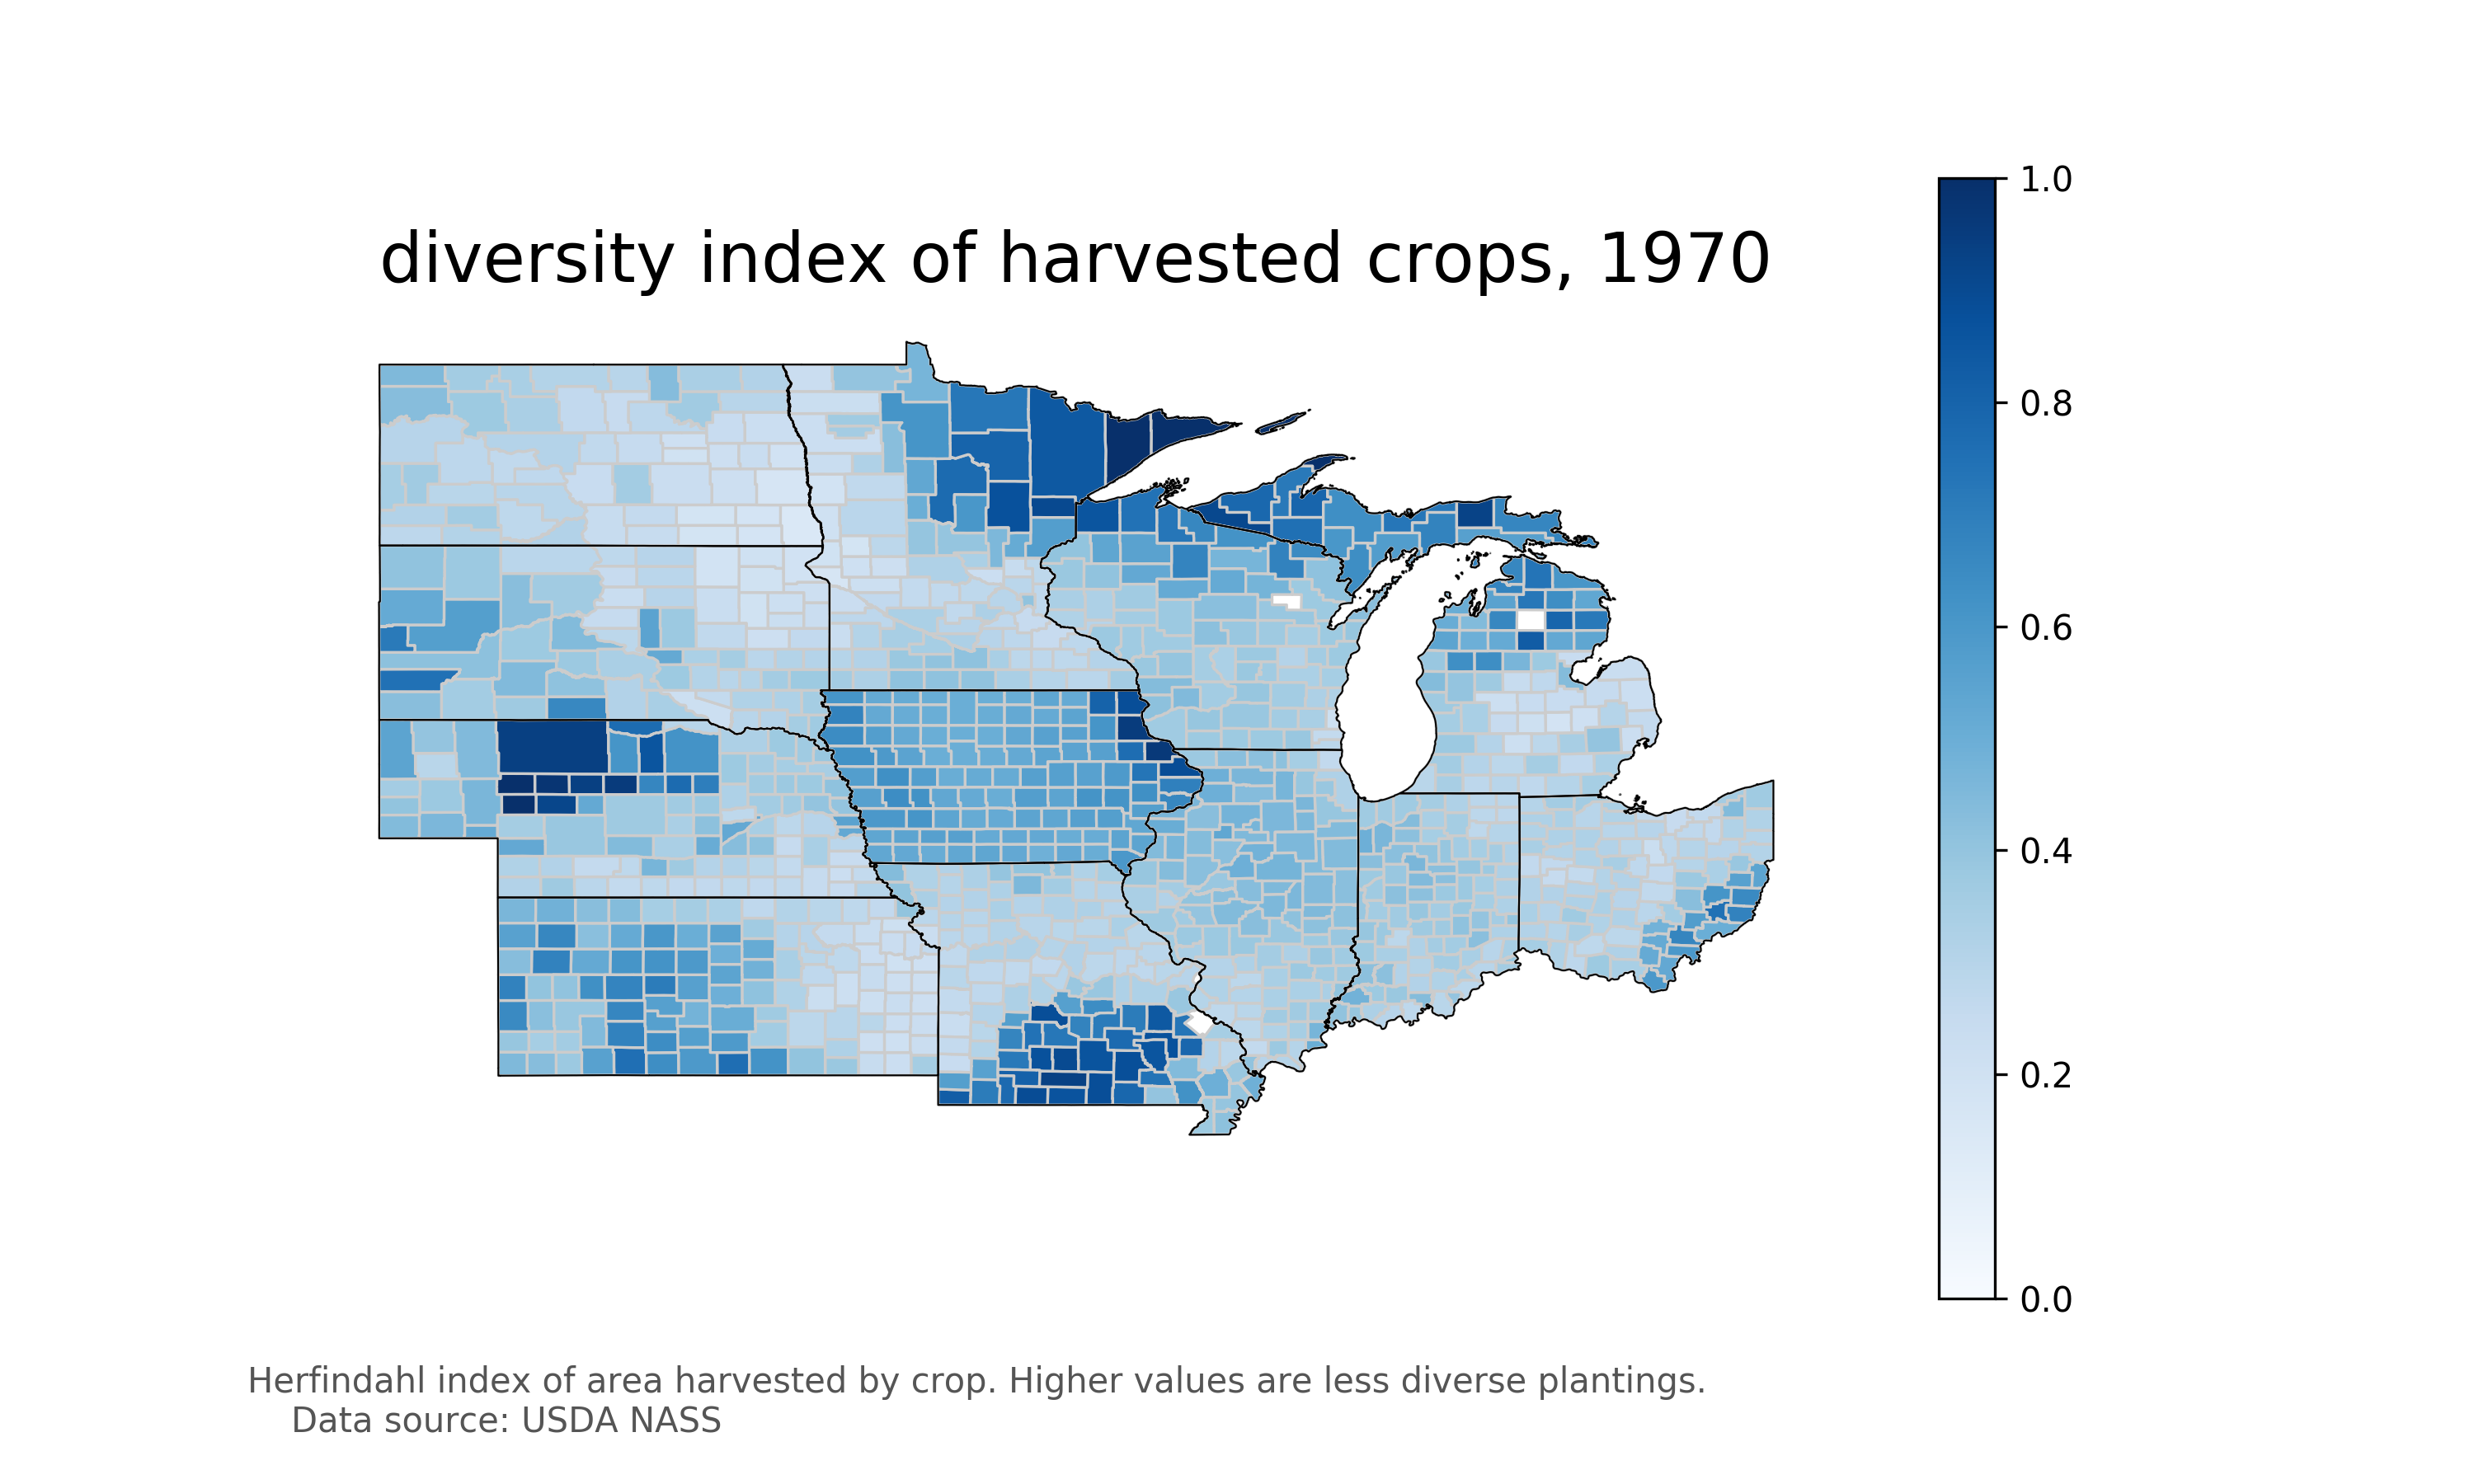 diversity index of harvested crops, 1970
1.0
0.8
0.6
0.4
0.2
0.0
Herfindahl index of area harvested by crop. Higher values are less diverse plantings.
Data source: USDA NASS